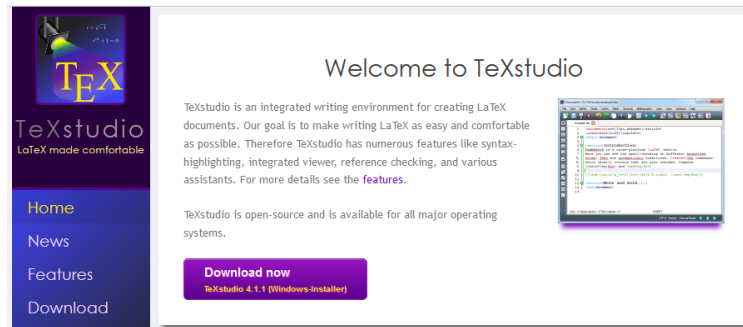 TEX
TeXstudio
LaTeX made comfortable
Home
News
Features
Download
Welcome to TeXstudio
TeXstudio is an integrated writing environment for creating LaTeX
documents. Our goal is to make writing LaTeX as easy and comfortable
as possible. Therefore TeXstudio has numerous features like syntax-
highlighting, integrated viewer, reference checking, and various
assistants. For more details see the features.
TeXstudio is open-source and is available for all major operating
systems.
Download now
TeXstudio 4.1.1 (Windows-Installer)